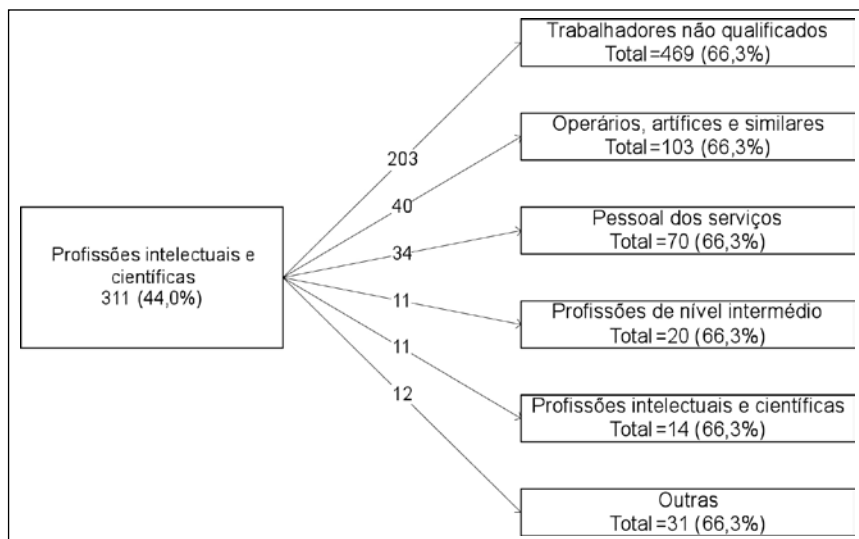 Trabalhadores não qualificados
Total=469 (66,3%)
Operários, artífices e similares
Total=103 (66,3%)
203
40
Pessoal dos serviços
Total=70 (66,3%)
Profissões intelectuais e
científicas
311 (44,0%)
34
11
Profissões de nível intermédio
Total=20 (66,3%)
11
12
Profissões intelectuais e científicas
Total=14 (66,3%)
Outras
Total=31 (66,3%)